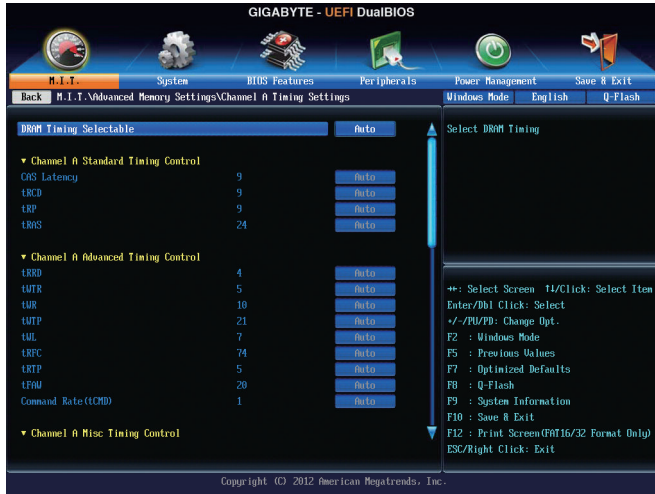 GIGABYTE - UEFI DualBIOS
M.I.T. System BIOS Features Peripherals Power Management Save & Exit
Back M.I.T.\Advanced Memory Settings\Channel A Timing Settings Windows Mode English Q-Flash
DRAM Timing Selectable Auto
▼ Channel A Standard Timing Control
CAS Latency 9 Auto
tRCD 9 Auto
tRP 9 Auto
tRAS 24 Auto
▼ Channel A Advanced Timing Control
tRRD 4 Auto
tWTR 5 Auto
tWR 10 Auto
tWTP 21 Auto
tWL 7 Auto
tRFC 74 Auto
tRTP 5 Auto
tFAW 20 Auto
Command Rate(tCMD) 1 Auto
▼ Channel A Misc Timing Control
Select DRAM Timing
→←: Select Screen ↑↓/Click: Select Item
Enter/Dbl Click: Select
+/-/PU/PD: Change Opt.
F2 : Windows Mode
F5 : Previous Values
F7 : Optimized Defaults
F8 : Q-Flash
F9 : System Information
F10 : Save & Exit
F12 : Print Screen(FAT16/32 Format Only)
ESC/Right Click: Exit
Copyright (C) 2012 American Megatrends, Inc.